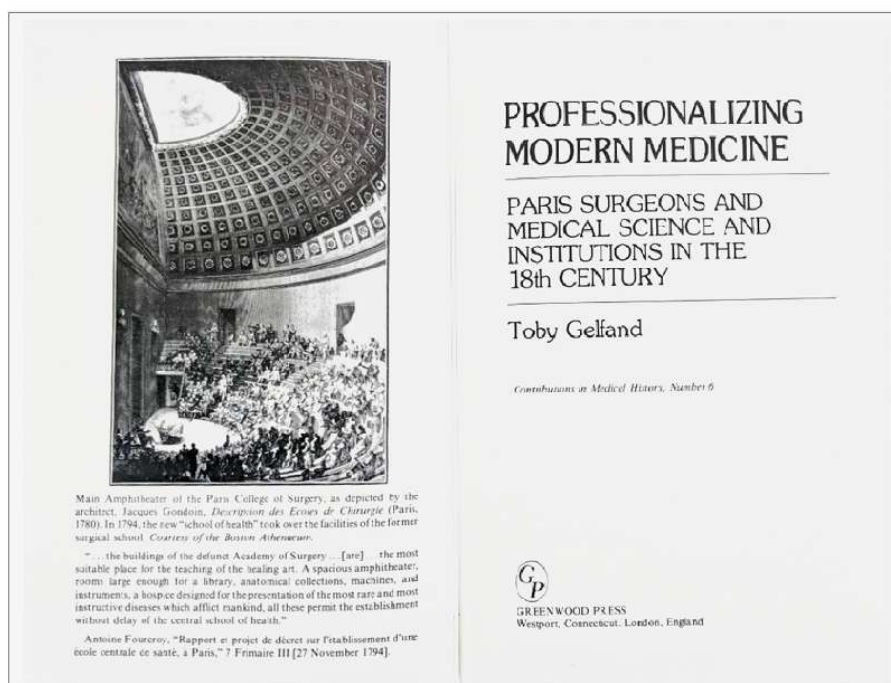 Main Amphitheater of the Paris College of Surgery, as depicted by the
architect, Jacques Gondoin, Description des Ecoles de Chirurgie (Paris,
1780). In 1794, the new "school of health" took over the facilities of the former
surgical school Courtesy of the Boston Athenaeum.
"... the buildings of the defunct Academy of Surgery ...[are]... the most
suitable place for the teaching of the healing art. A spacious amphitheater,
rooms large enough for a library, anatomical collections, machines, and
instruments, a hospice designed for the presentation of the most rare and most
instructive diseases which afflict mankind, all these permit the establishment
without delay of the central school of health."
Antoine Fourcroy, "Rapport et projet de décret sur l'établissement d'une
école centrale de santé, à Paris," 7 Frimaire III [27 November 1794].
PROFESSIONALIZING
MODERN MEDICINE
PARIS SURGEONS AND
MEDICAL SCIENCE AND
INSTITUTIONS IN THE
18th CENTURY
Toby Gelfand
Contributions in Medical History, Number 6
GP
GREENWOOD PRESS
Westport, Connecticut. London, England